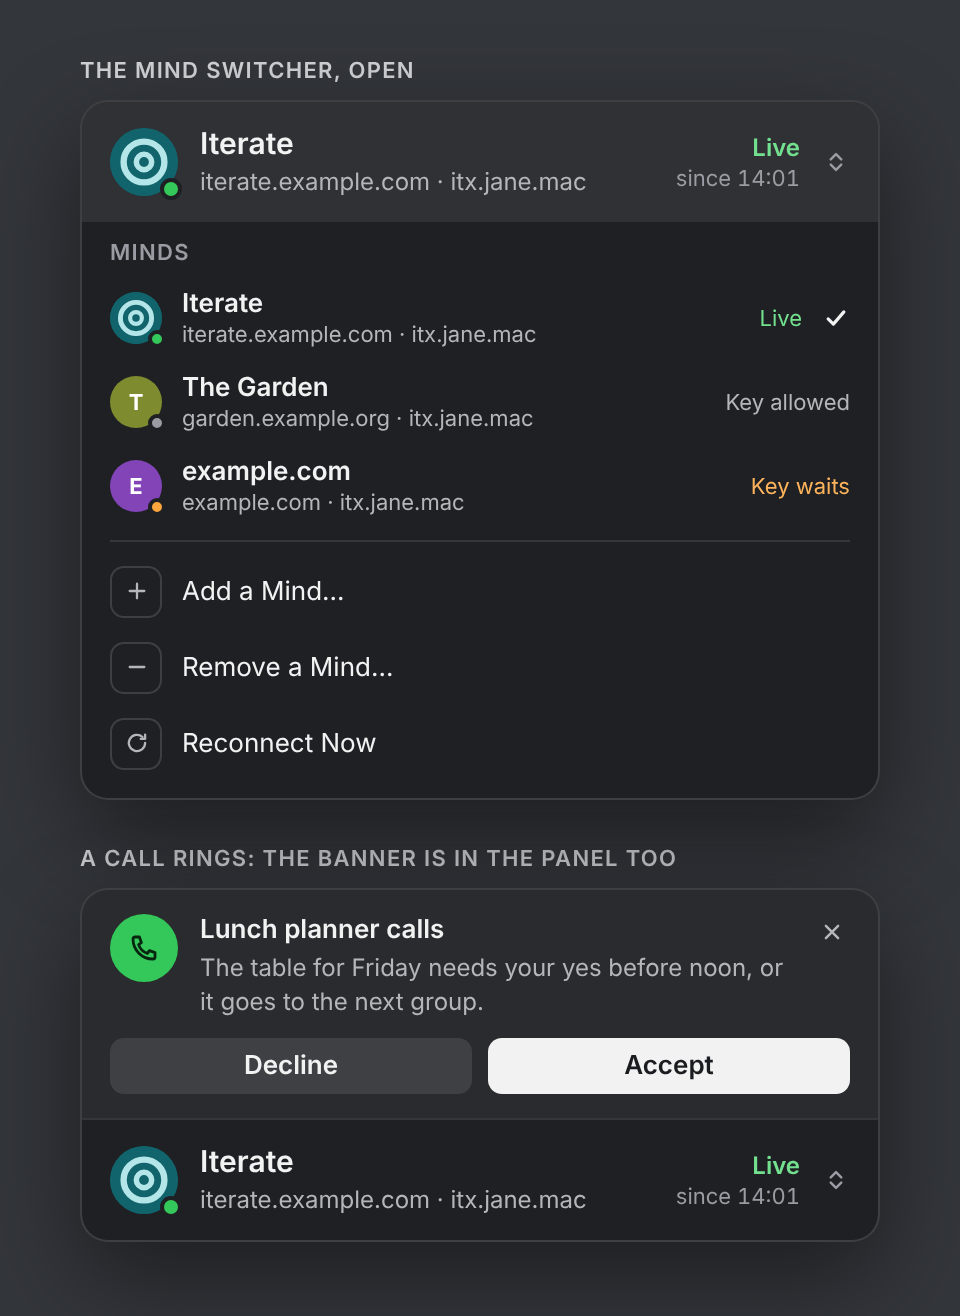 THE MIND SWITCHER, OPEN
Iterate
iterate.example.com · itx.jane.mac
Live
since 14:01
MINDS
Iterate
iterate.example.com · itx.jane.mac
Live
T
The Garden
garden.example.org · itx.jane.mac
Key allowed
E
example.com
example.com · itx.jane.mac
Key waits
Add a Mind...
Remove a Mind...
Reconnect Now
A CALL RINGS: THE BANNER IS IN THE PANEL TOO
Lunch planner calls
The table for Friday needs your yes before noon, or
it goes to the next group.
Decline
Accept
Iterate
iterate.example.com · itx.jane.mac
Live
since 14:01